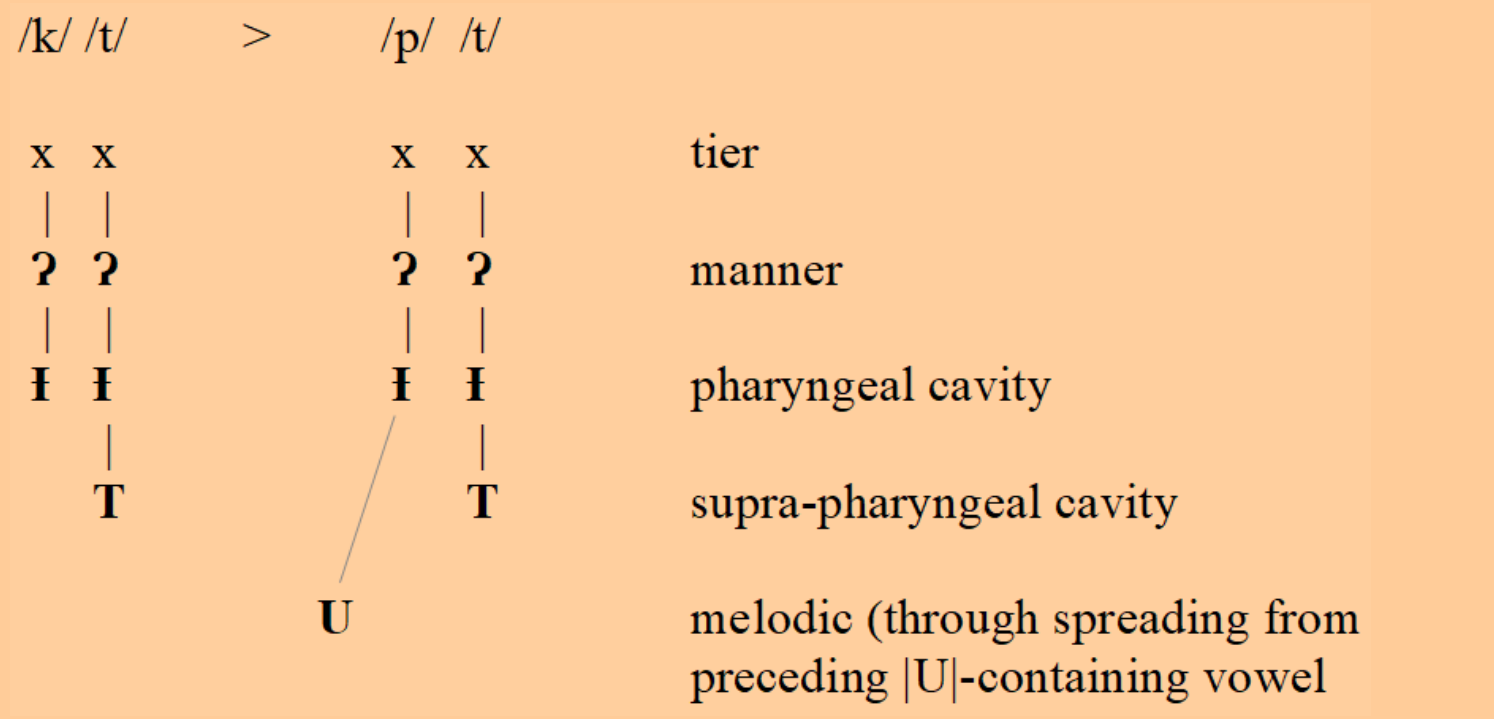 /k/ /t/ > /p/ /t/
x x x x tier
| | | |
ʔ ʔ ʔ ʔ manner
| | | |
ᵻ ᵻ ᵻ ᵻ pharyngeal cavity
| |
T T supra-pharyngeal cavity
U melodic (through spreading from
preceding |U|-containing vowel